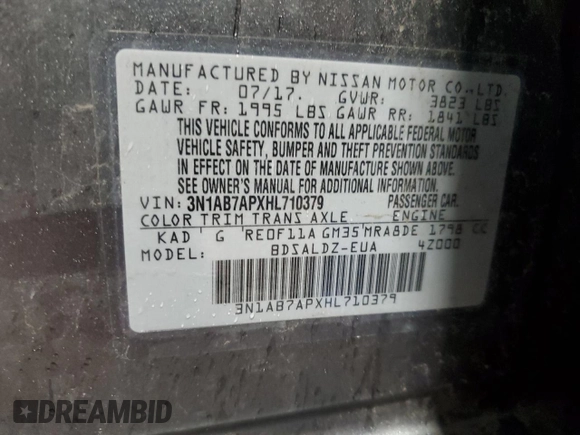 MANUFACTURED BY NISSAN MOTOR CO., LTD.
DATE: 07/17. GVWR: 3823 LBS
GAWR FR: 1995 LBS GAWR RR: 1841 LBS
THIS VEHICLE CONFORMS TO ALL APPLICABLE FEDERAL MOTOR
VEHICLE SAFETY, BUMPER AND THEFT PREVENTION STANDARDS
IN EFFECT ON THE DATE OF MANUFACTURE SHOWN ABOVE.
SEE OWNER'S MANUAL FOR ADDITIONAL INFORMATION.
VIN: 3N1AB7APXHL710379 PASSENGER CAR.
COLOR TRIM TRANS AXLE ENGINE
KAD G RE0F11A GM35 MRA8DE 1798 CC
MODEL: BDSALDZ-EUA 4Z000
3N1AB7APXHL710379
DREAMBID